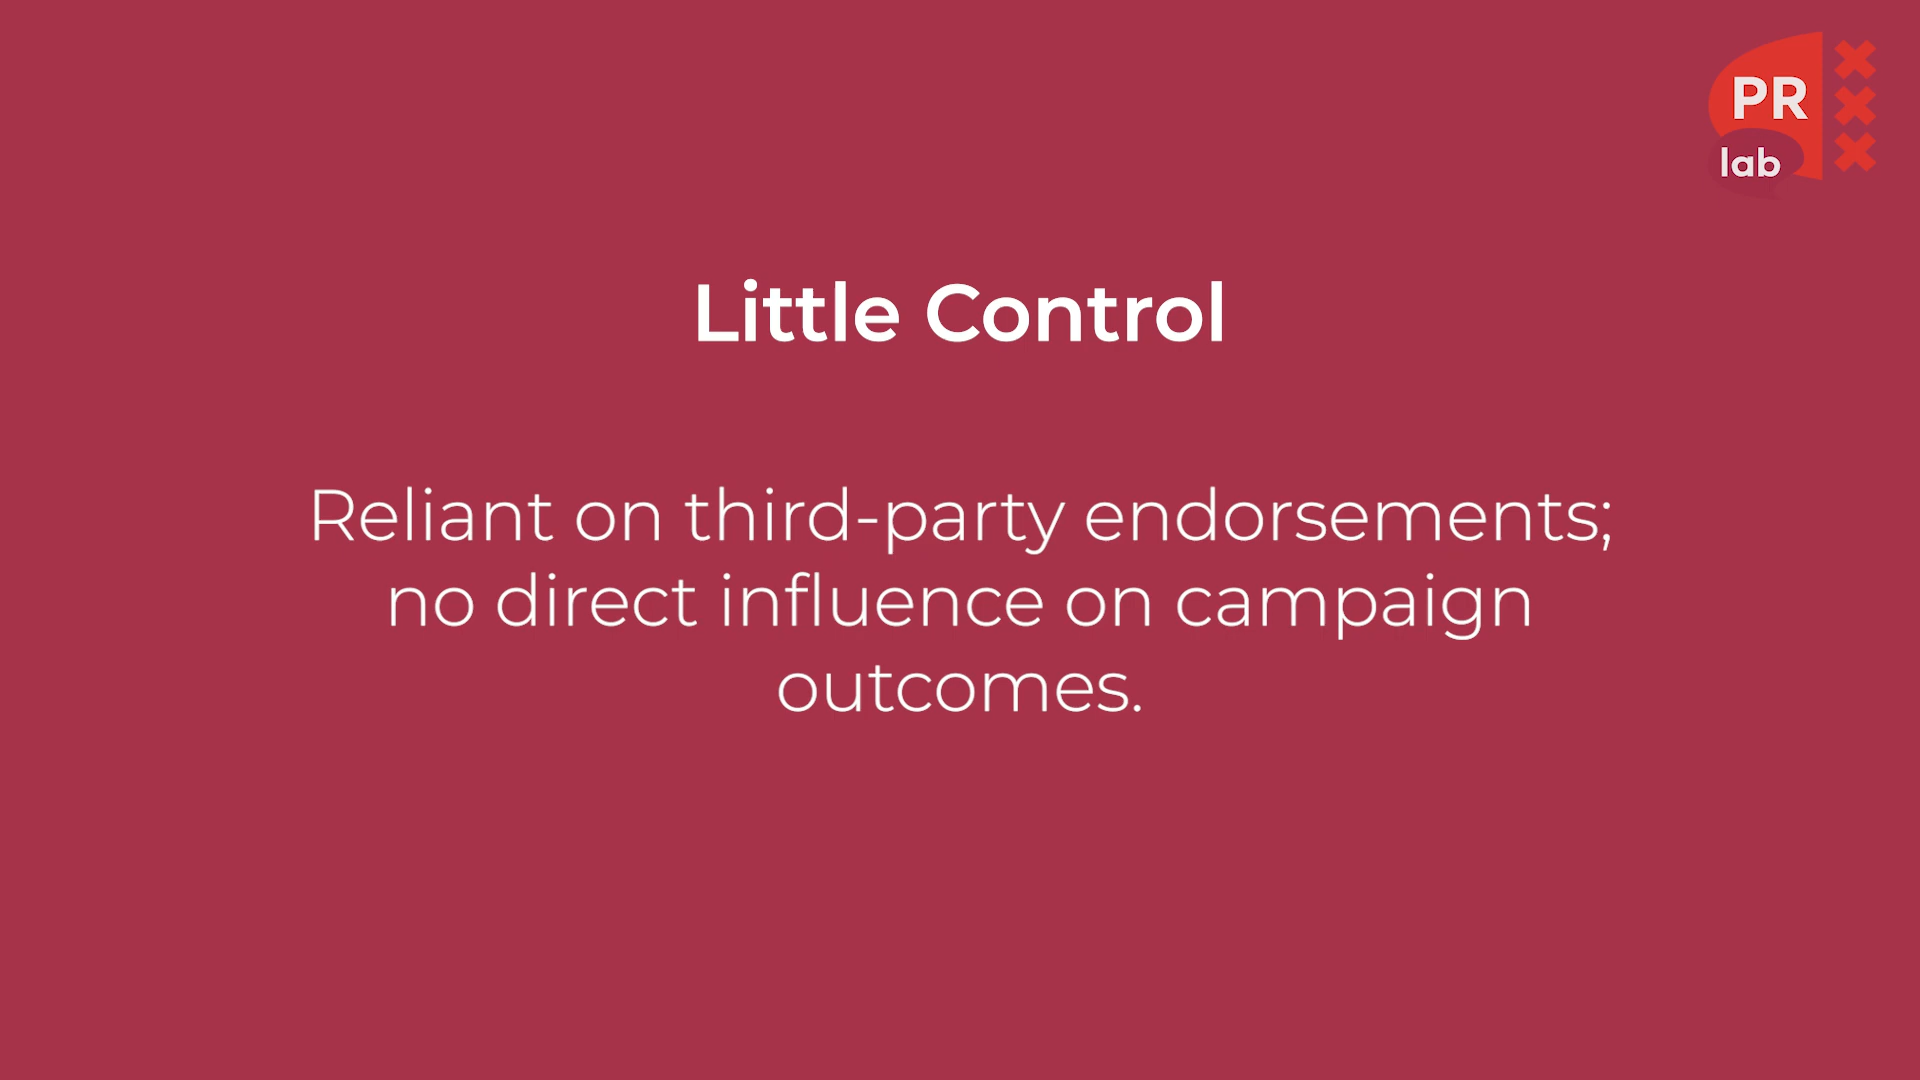 PR
lab
Little Control
Reliant on third-party endorsements;
no direct influence on campaign
outcomes.